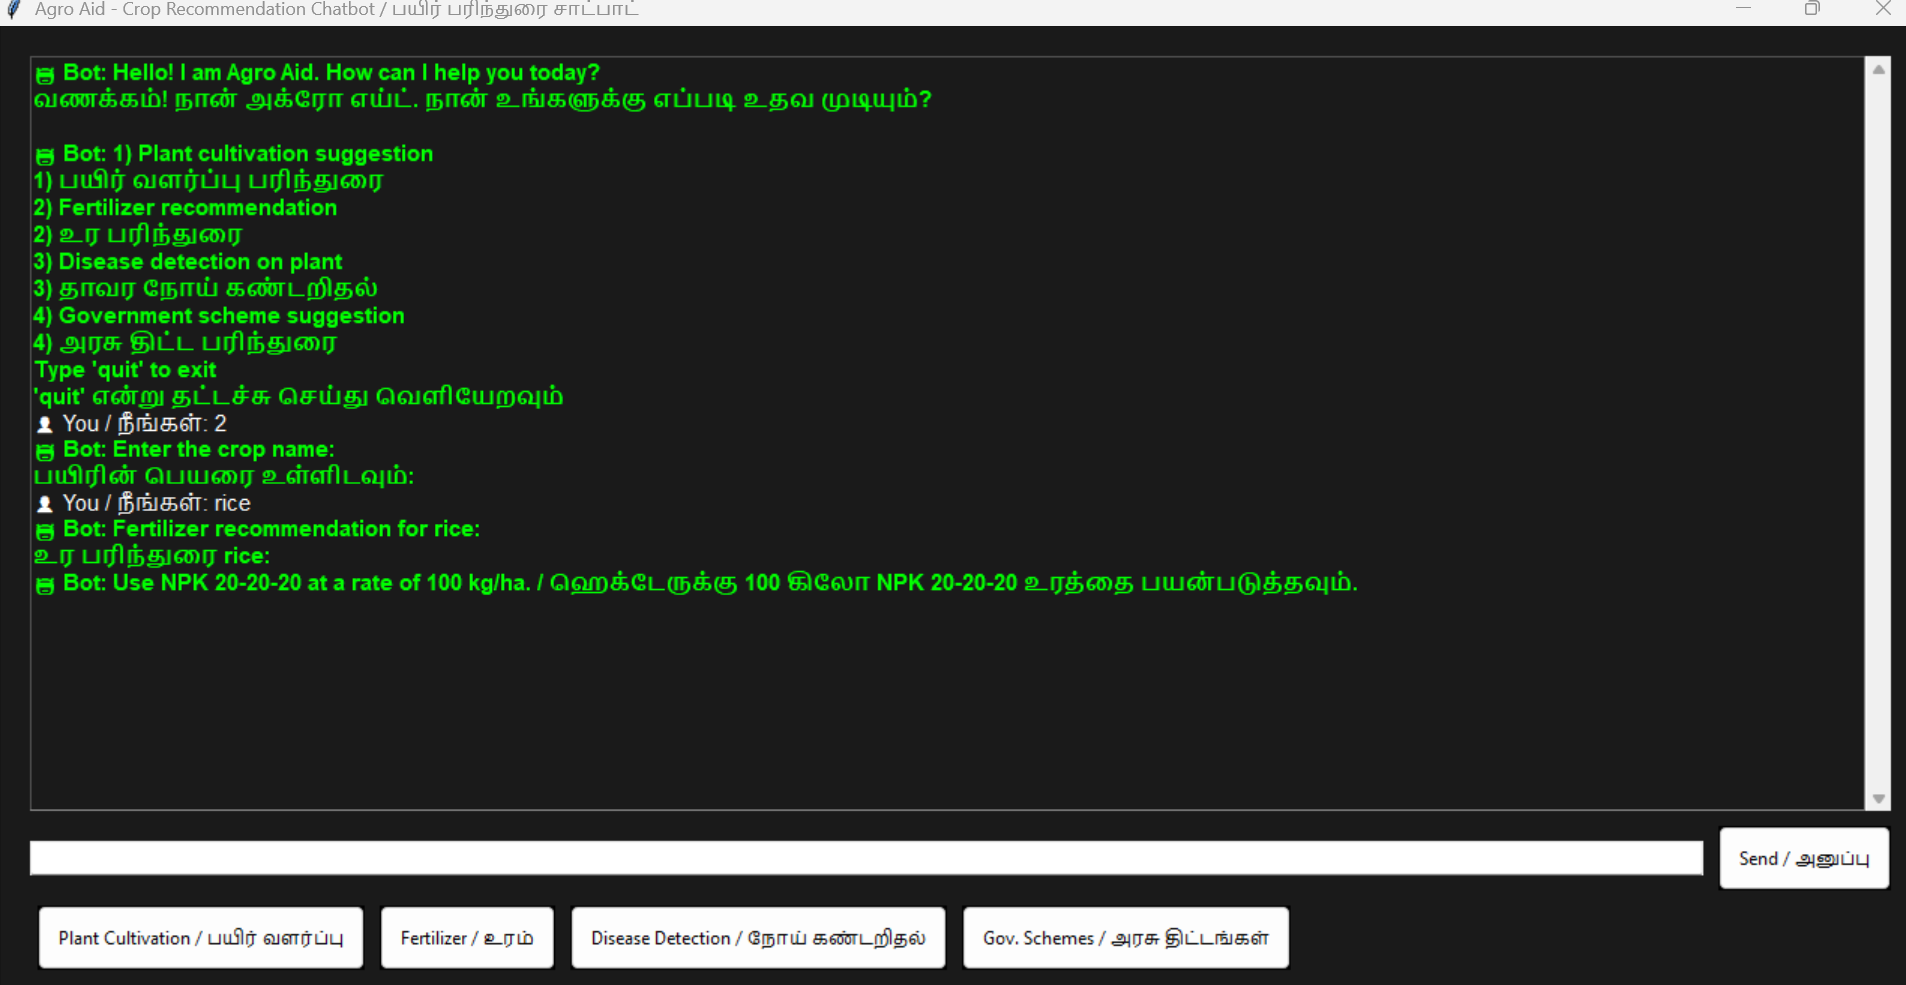 Agro Aid - Crop Recommendation Chatbot / பயிர் பரிந்துரை சாட்பாட்
Bot: Hello! I am Agro Aid. How can I help you today?
வணக்கம்! நான் அக்ரோ எய்ட். நான் உங்களுக்கு எப்படி உதவ முடியும்?
Bot: 1) Plant cultivation suggestion
1) பயிர் வளர்ப்பு பரிந்துரை
2) Fertilizer recommendation
2) உர பரிந்துரை
3) Disease detection on plant
3) தாவர நோய் கண்டறிதல்
4) Government scheme suggestion
4) அரசு திட்ட பரிந்துரை
Type 'quit' to exit
'quit' என்று தட்டச்சு செய்து வெளியேறவும்
You / நீங்கள்: 2
Bot: Enter the crop name:
பயிரின் பெயரை உள்ளிடவும்:
You / நீங்கள்: rice
Bot: Fertilizer recommendation for rice:
உர பரிந்துரை rice:
Bot: Use NPK 20-20-20 at a rate of 100 kg/ha. / ஹெக்டேருக்கு 100 கிலோ NPK 20-20-20 உரத்தை பயன்படுத்தவும்.
Send / அனுப்பு
Plant Cultivation / பயிர் வளர்ப்பு
Fertilizer / உரம்
Disease Detection / நோய் கண்டறிதல்
Gov. Schemes / அரசு திட்டங்கள்